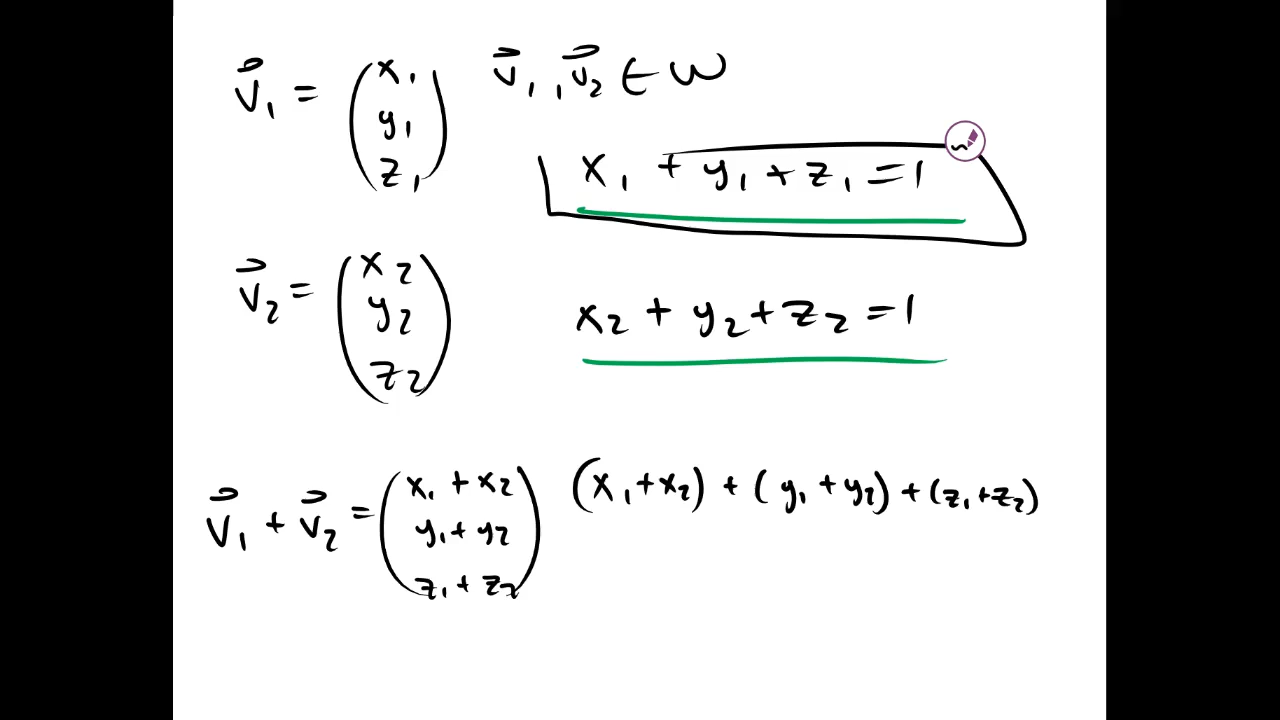 v⃗₁ = (x₁ y₁ z₁) v⃗₁, v⃗₂ ∈ W
x₁ + y₁ + z₁ = 1
v⃗₂ = (x₂ y₂ z₂)
x₂ + y₂ + z₂ = 1
v⃗₁ + v⃗₂ = (x₁ + x₂ y₁ + y₂ z₁ + z₂) (x₁ + x₂) + (y₁ + y₂) + (z₁ + z₂)